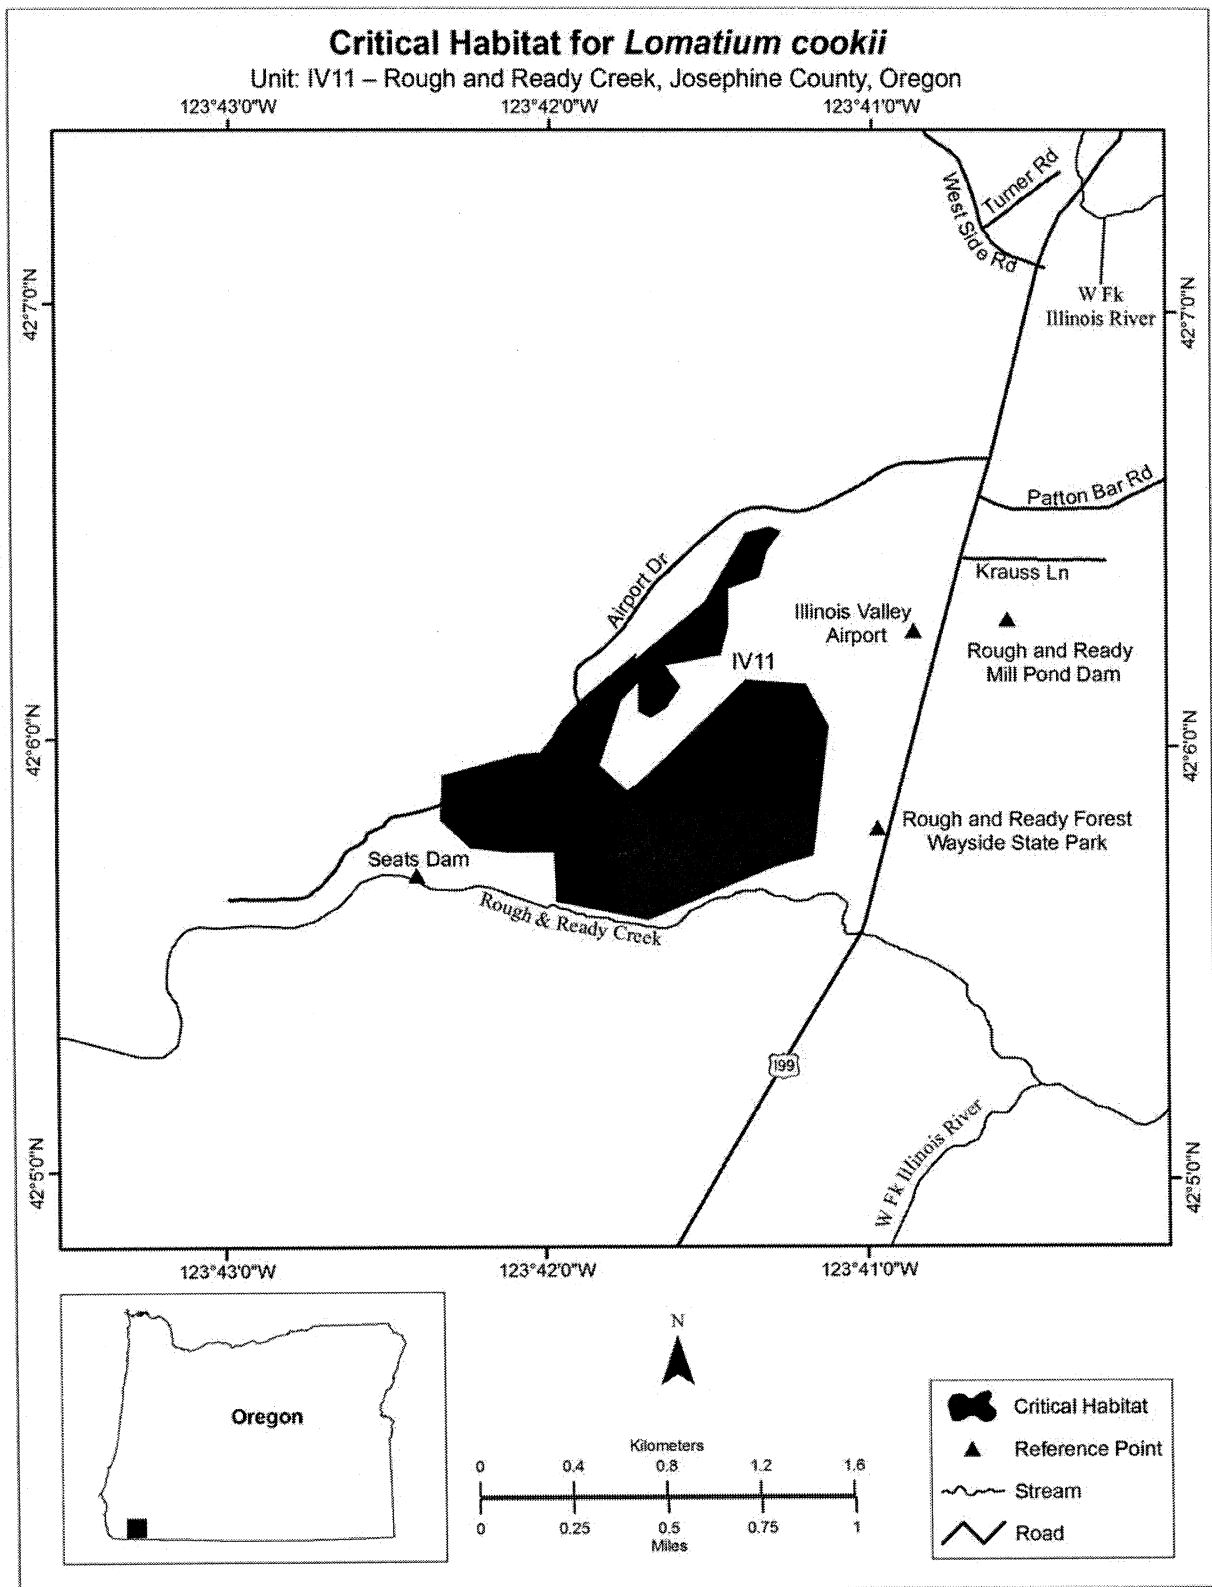 Critical Habitat for Lomatium cookii
Unit: IV11 – Rough and Ready Creek, Josephine County, Oregon
123°43'0"W 123°42'0"W 123°41'0"W
Turner Rd
West Side Rd
42°7'0"N
42°7'0"N
W Fk
Illinois River
Patton Bar Rd
Krauss Ln
Airport Dr
Illinois Valley
Airport
Rough and Ready
Mill Pond Dam
IV11
42°6'0"N
42°6'0"N
Rough and Ready Forest
Wayside State Park
Seats Dam
Rough & Ready Creek
199
W Fk Illinois River
42°5'0"N
42°5'0"N
123°43'0"W 123°42'0"W 123°41'0"W
Oregon
N
Kilometers
0 0.4 0.8 1.2 1.6
0 0.25 0.5 0.75 1
Miles
Critical Habitat
Reference Point
Stream
Road